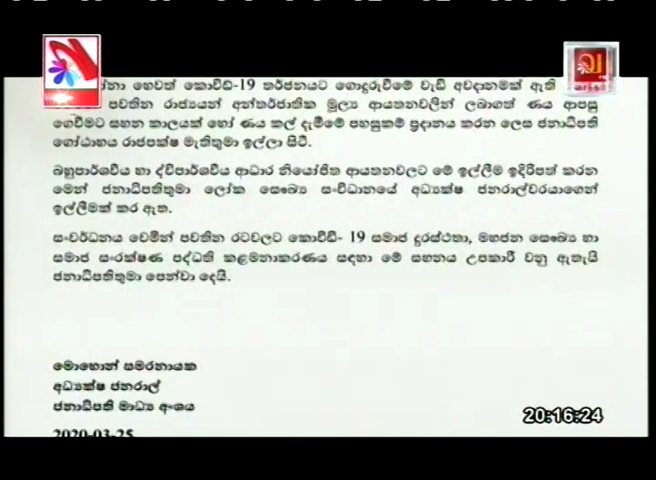 හෙවත් කොවිඩ්-19 තර්ජනයට ගොදුරුවීමේ වැඩි අවදානමක් ඇති
පවතින රාජ්‍යයන් අන්තර්ජාතික මූල්‍ය ආයතනවලින් ලබාගත් ණය ආපසු
ගෙවීමට සහන කාලයක් හෝ ණය කල් දැමීමේ පහසුකම් ප්‍රදානය කරන ලෙස ජනාධිපති
ගෝඨාභය රාජපක්ෂ මැතිතුමා ඉල්ලා සිටී.
බහුපාර්ශවීය හා ද්විපාර්ශවීය ආධාර නියෝජිත ආයතනවලට මේ ඉල්ලීම ඉදිරිපත් කරන
මෙන් ජනාධිපතිතුමා ලෝක සෞඛ්‍ය සංවිධානයේ අධ්‍යක්ෂ ජනරාල්වරයාගෙන්
ඉල්ලීමක් කර ඇත.
සංවර්ධනය වෙමින් පවතින රටවලට කොවිඩ්- 19 සමාජ දුරස්ථතා, මහජන සෞඛ්‍ය හා
සමාජ සංරක්ෂණ පද්ධති කළමනාකරණය සඳහා මේ සහනය උපකාරී වනු ඇතැයි
ජනාධිපතිතුමා පෙන්වා දෙයි.
මොහොන් සමරනායක
අධ්‍යක්ෂ ජනරාල්
ජනාධිපති මාධ්‍ය අංශය
2020-03-25
20:16:24